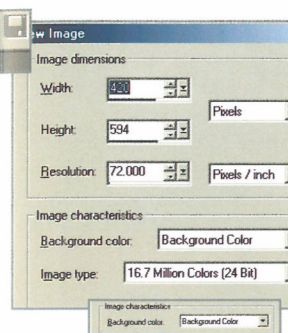 ew Image
Image dimensions
Width: 420
Pixels
Height: 594
Resolution: 72.000 Pixels / inch
Image characteristics
Background color: Background Color
Image type: 16.7 Million Colors (24 Bit)
Image characteristics
Background color: Background Color